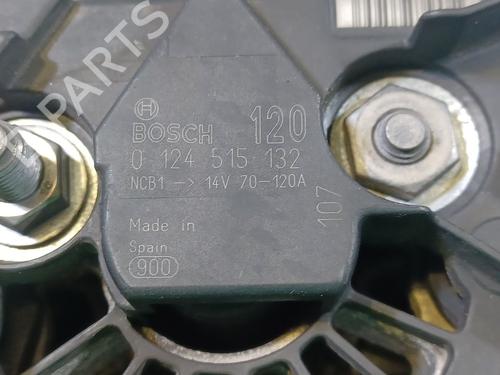 BOSCH 120
0 124 515 132
NCB1 -> 14V 70-120A
107
Made in
Spain
900
PARTS